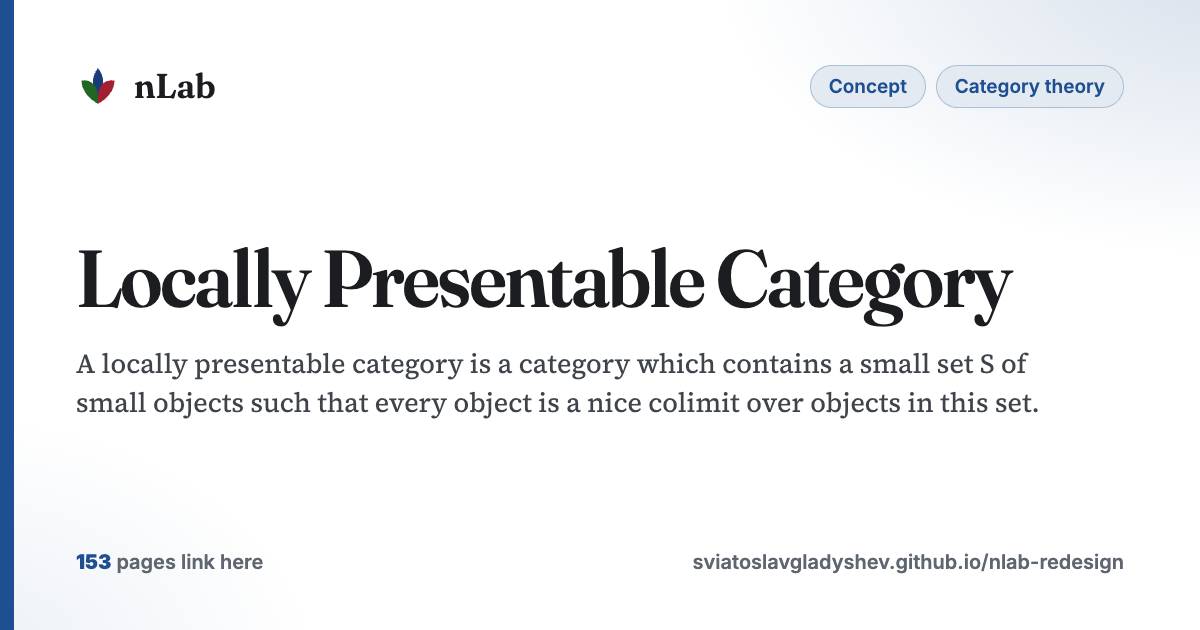 nLab
Concept
Category theory
Locally Presentable Category
A locally presentable category is a category which contains a small set S of
small objects such that every object is a nice colimit over objects in this set.
153 pages link here
sviatoslavgladyshev.github.io/nlab-redesign